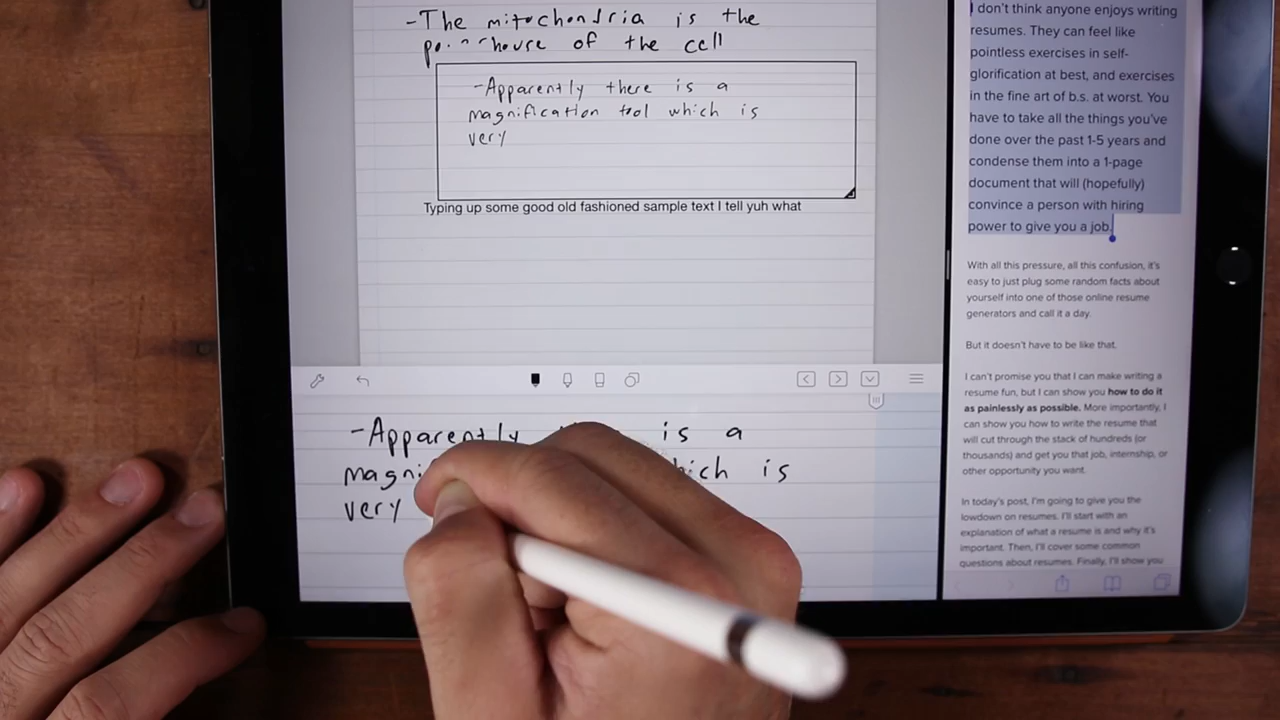 -The mitochondria is the
powerhouse of the cell
-Apparently there is a
magnification tool which is
very
Typing up some good old fashioned sample text I tell yuh what
-Apparently is a
which is
very
I don't think anyone enjoys writing
resumes. They can feel like
pointless exercises in self-
glorification at best, and exercises
in the fine art of b.s. at worst. You
have to take all the things you've
done over the past 1-5 years and
condense them into a 1-page
document that will (hopefully)
convince a person with hiring
power to give you a job.
With all this pressure, all this confusion, it's
easy to just plug some random facts about
yourself into one of those online resume
generators and call it a day.
But it doesn't have to be like that.
I can't promise you that I can make writing a
resume fun, but I can show you how to do it
as painlessly as possible. More importantly, I
can show you how to write the resume that
will cut through the stack of hundreds (or
thousands) and get you that job, internship, or
other opportunity you want.
In today's post, I'm going to give you the
lowdown on resumes. I'll start with an
explanation of what a resume is and why it's
important. Then, I'll cover some common
questions about resumes. Finally, I'll show you